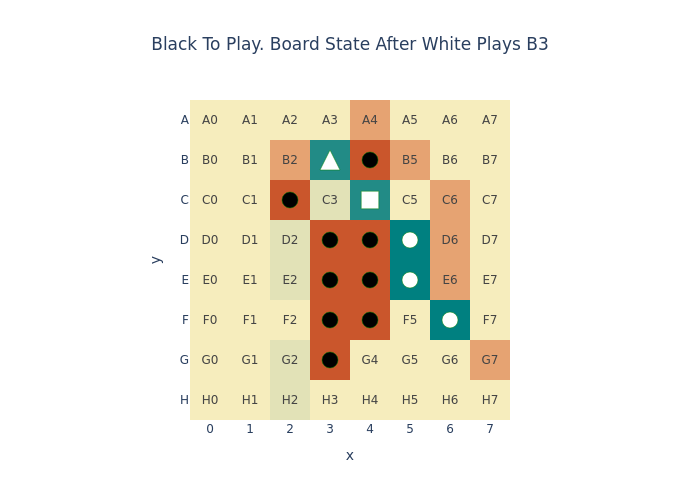 Black To Play. Board State After White Plays B3
A A0 A1 A2 A3 A4 A5 A6 A7
B B0 B1 B2 B5 B6 B7
C C0 C1 C3 C5 C6 C7
D D0 D1 D2 D6 D7
y
E E0 E1 E2 E6 E7
F F0 F1 F2 F5 F7
G G0 G1 G2 G4 G5 G6 G7
H H0 H1 H2 H3 H4 H5 H6 H7
0 1 2 3 4 5 6 7
x